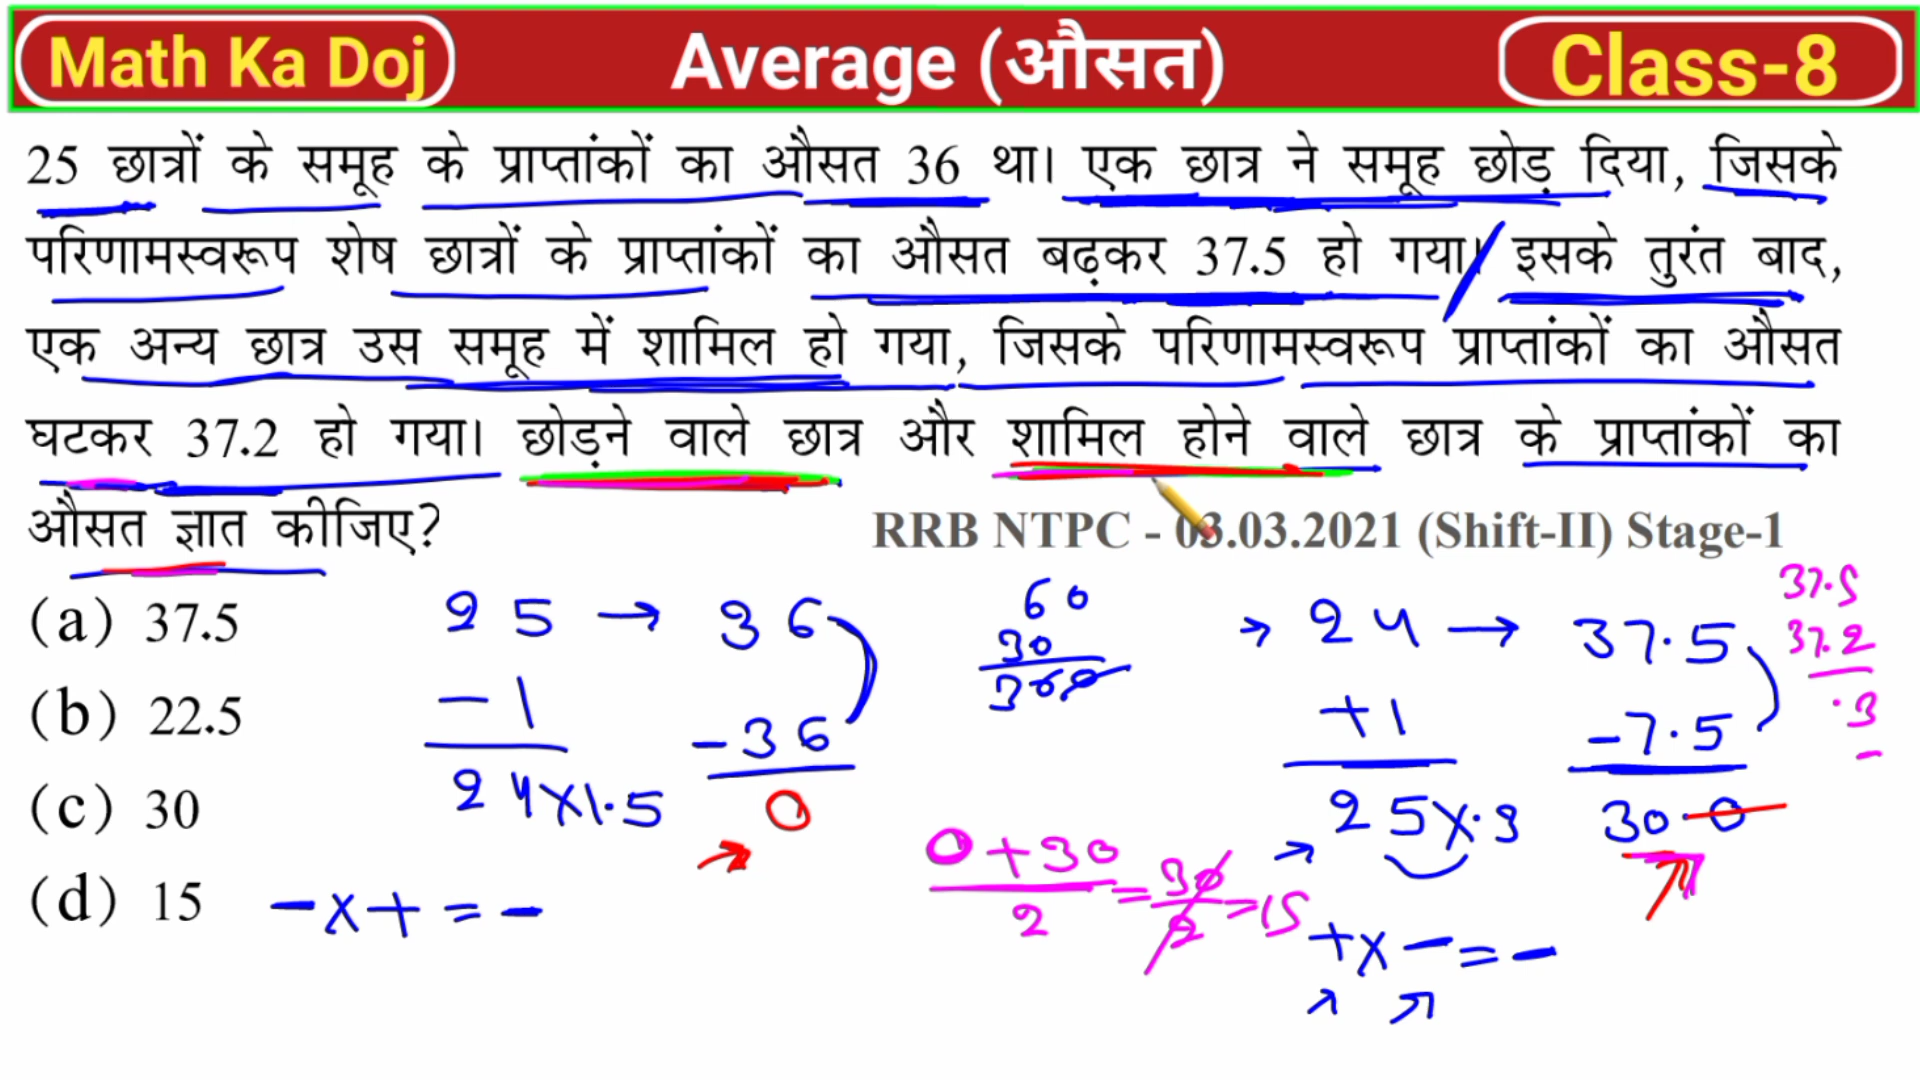 Math Ka Doj
Average (औसत)
Class-8
25 छात्रों के समूह के प्राप्तांकों का औसत 36 था। एक छात्र ने समूह छोड़ दिया, जिसके
परिणामस्वरूप शेष छात्रों के प्राप्तांकों का औसत बढ़कर 37.5 हो गया। इसके तुरंत बाद,
एक अन्य छात्र उस समूह में शामिल हो गया, जिसके परिणामस्वरूप प्राप्तांकों का औसत
घटकर 37.2 हो गया। छोड़ने वाले छात्र और शामिल होने वाले छात्र के प्राप्तांकों का
औसत ज्ञात कीजिए?
RRB NTPC - 03.03.2021 (Shift-II) Stage-1
(a) 37.5
(b) 22.5
(c) 30
(d) 15
25 → 36
- 1
- 36
24 × 1.5
0
- × + = -
60
30
360
→ 24 → 37.5
+ 1
- 7.5
25 × .3
30.0
37.5
37.2
.3
0 + 30 / 2 = 30 / 2 = 15
+ × - = -